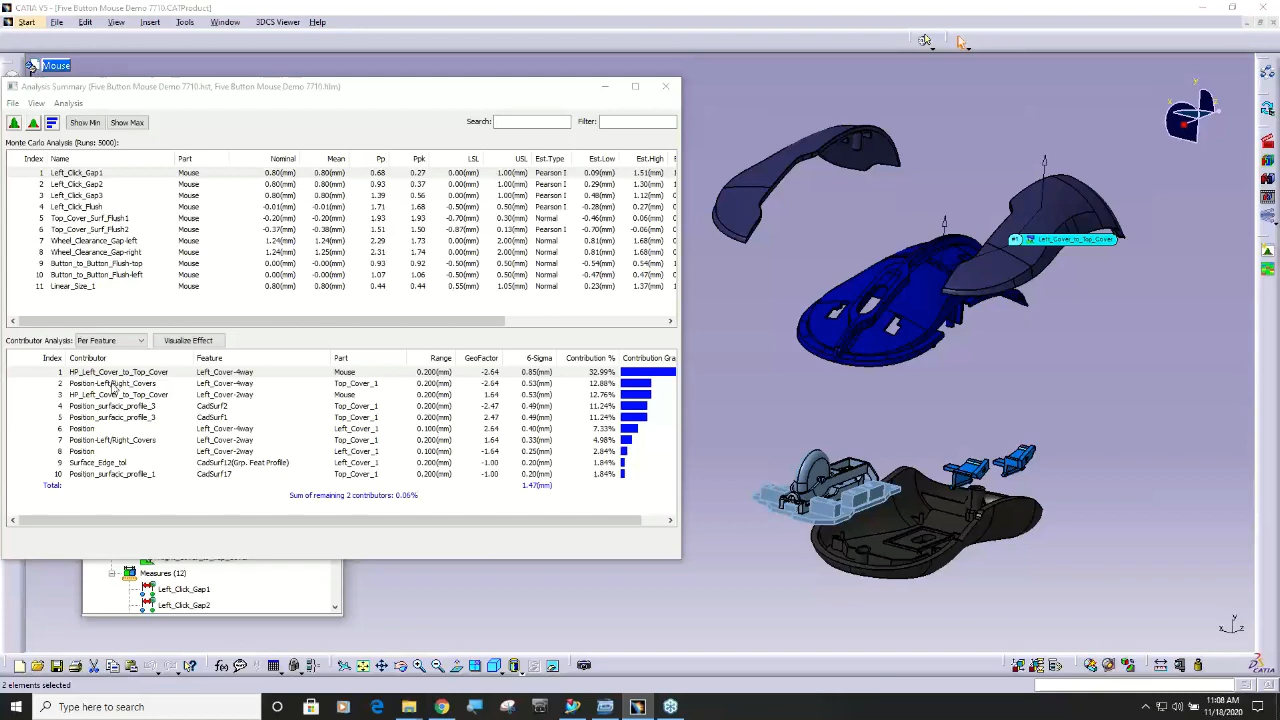 CATIA V5 - [Five Button Mouse Demo 7710.CATProduct]
Start File Edit View Insert Tools Window 3DCS Viewer Help
Mouse
Analysis Summary (Five Button Mouse Demo 7710.hst, Five Button Mouse Demo 7710.hlm)
File View Analysis
Show Min Show Max Search: Filter:
Monte Carlo Analysis (Runs: 5000)
Index Name Part Nominal Mean Pp Ppk LSL USL Est.Type Est.Low Est.High
1 Left_Click_Gap1 Mouse 0.80(mm) 0.80(mm) 0.68 0.27 0.00(mm) 1.00(mm) Pearson I 0.09(mm) 1.51(mm)
2 Left_Click_Gap2 Mouse 0.80(mm) 0.80(mm) 0.93 0.37 0.00(mm) 1.00(mm) Pearson I 0.29(mm) 1.30(mm)
3 Left_Click_Gap3 Mouse 0.80(mm) 0.80(mm) 1.39 0.56 0.00(mm) 1.00(mm) Pearson I 0.48(mm) 1.12(mm)
4 Left_Click_Flush Mouse -0.01(mm) -0.01(mm) 1.71 1.68 -0.50(mm) 0.50(mm) Pearson I -0.28(mm) 0.27(mm)
5 Top_Cover_Surf_Flush1 Mouse -0.20(mm) -0.20(mm) 1.93 1.93 -0.70(mm) 0.30(mm) Normal -0.46(mm) 0.06(mm)
6 Top_Cover_Surf_Flush2 Mouse -0.38(mm) -0.38(mm) 1.55 1.53 -0.87(mm) 0.13(mm) Pearson I -0.70(mm) -0.06(mm)
7 Wheel_Clearance_Gap-left Mouse 1.24(mm) 1.24(mm) 2.29 1.73 0.00(mm) 2.00(mm) Normal 0.81(mm) 1.68(mm)
8 Wheel_Clearance_Gap-right Mouse 1.24(mm) 1.25(mm) 2.31 1.74 0.00(mm) 2.00(mm) Normal 0.81(mm) 1.68(mm)
9 Button_to_Button_Flush-top Mouse 0.00(mm) -0.00(mm) 0.93 0.92 -0.50(mm) 0.50(mm) Normal -0.54(mm) 0.54(mm)
10 Button_to_Button_Flush-left Mouse 0.00(mm) -0.00(mm) 1.07 1.06 -0.50(mm) 0.50(mm) Normal -0.47(mm) 0.47(mm)
11 Linear_Size_1 Mouse 0.80(mm) 0.80(mm) 0.44 0.44 0.55(mm) 1.05(mm) Normal 0.23(mm) 1.37(mm)
Contributor Analysis: Per Feature Visualize Effect
Index Contributor Feature Part Range GeoFactor 6-Sigma Contribution % Contribution Gra
1 HP_Left_Cover_to_Top_Cover Left_Cover-4way Mouse 0.200(mm) -2.64 0.85(mm) 32.99%
2 Position-Left/Right_Covers Left_Cover-4way Top_Cover_1 0.200(mm) -2.64 0.53(mm) 12.88%
3 HP_Left_Cover_to_Top_Cover Left_Cover-2way Mouse 0.200(mm) 1.64 0.53(mm) 12.76%
4 Position_surfacic_profile_3 CadSurf2 Top_Cover_1 0.200(mm) -2.47 0.49(mm) 11.24%
5 Position_surfacic_profile_3 CadSurf1 Top_Cover_1 0.200(mm) 2.47 0.49(mm) 11.24%
6 Position Left_Cover-4way Left_Cover_1 0.100(mm) 2.64 0.40(mm) 7.33%
7 Position-Left/Right_Covers Left_Cover-2way Top_Cover_1 0.200(mm) 1.64 0.33(mm) 4.98%
8 Position Left_Cover-2way Left_Cover_1 0.100(mm) -1.64 0.25(mm) 2.84%
9 Surface_Edge_tol CadSurf12(Grp. Feat Profile) Left_Cover_1 0.200(mm) -1.00 0.20(mm) 1.84%
10 Position_surfacic_profile_1 CadSurf17 Top_Cover_1 0.200(mm) -1.00 0.20(mm) 1.84%
Total: 1.47(mm)
Sum of remaining 2 contributors: 0.06%
Measures (12)
Left_Click_Gap1
Left_Click_Gap2
#1 Left_Cover_to_Top_Cover
2 elements selected
Type here to search
11:08 AM
11/18/2020